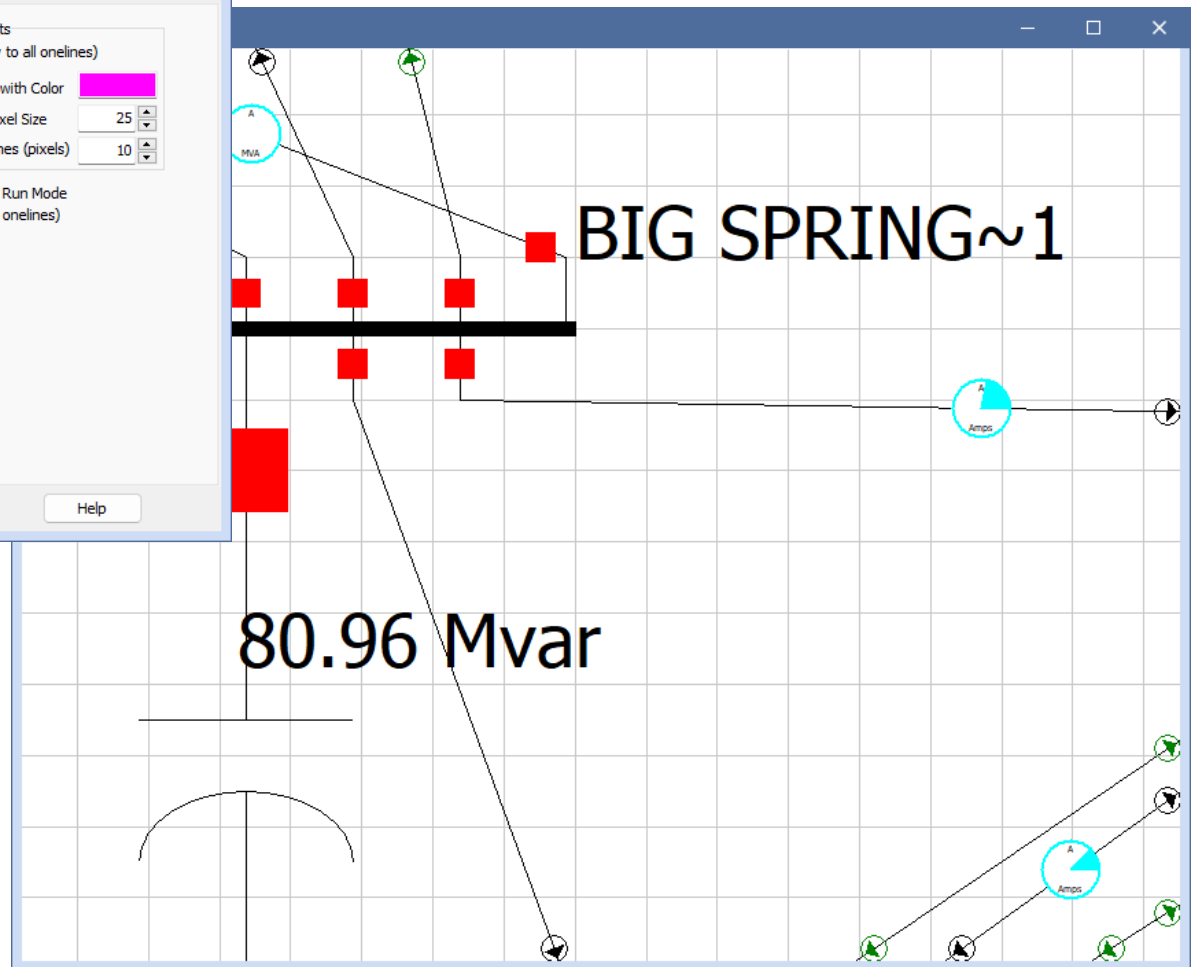 ts
to all onelines)
with Color
xel Size 25
nes (pixels) 10
Run Mode
onelines)
Help
A
MVA
BIG SPRING~1
A
Amps
80.96 Mvar
A
Amps